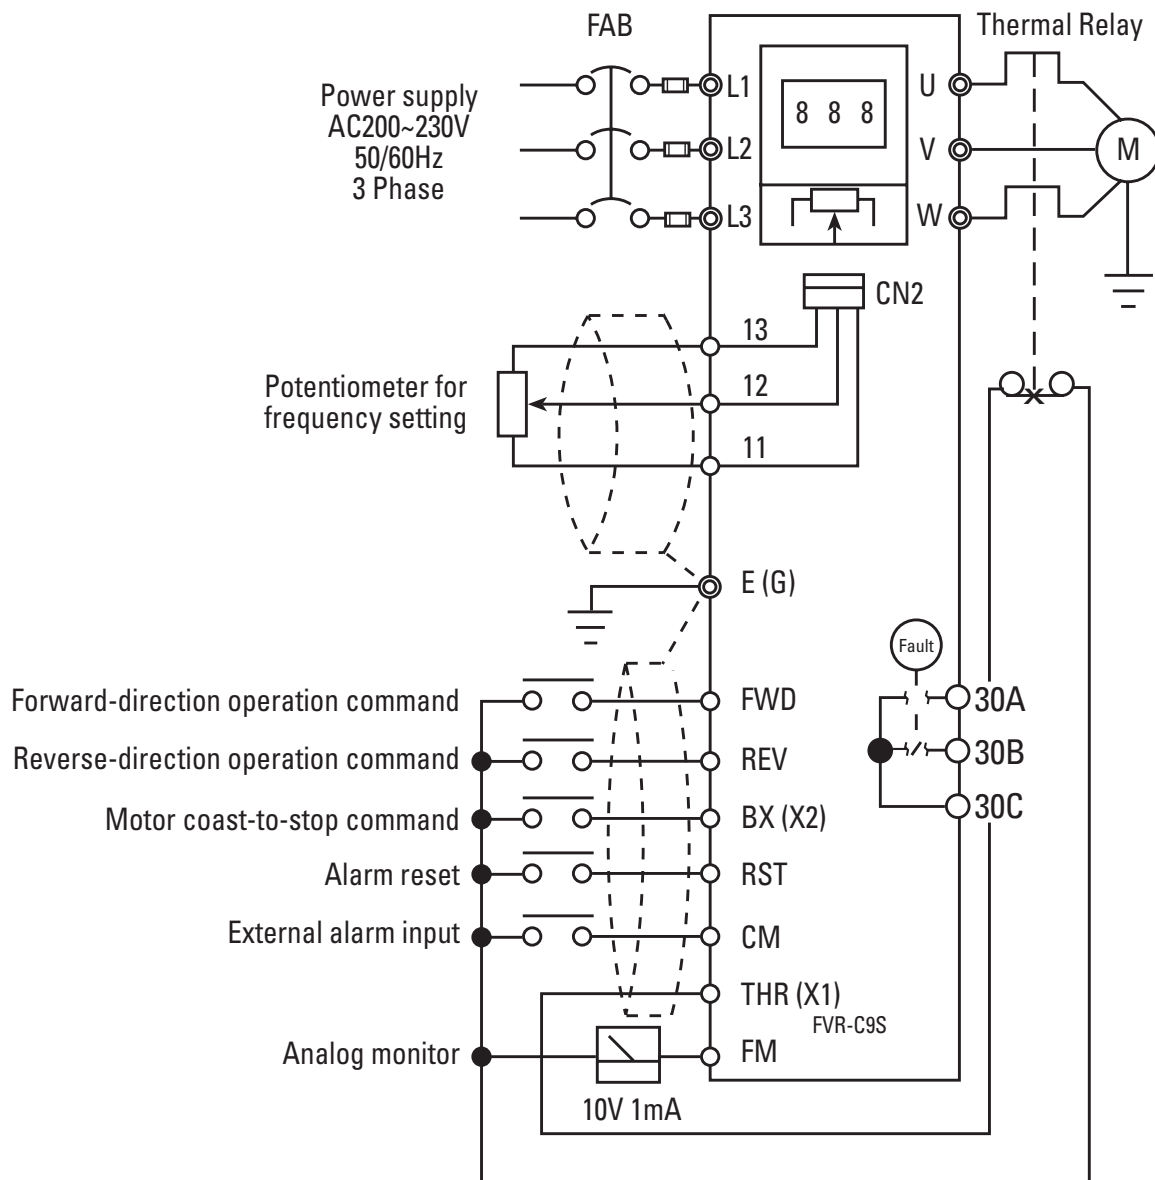 FAB
Thermal Relay
Power supply
AC200~230V
50/60Hz
3 Phase
L1
L2
L3
8 8 8
U
V
W
M
CN2
13
12
11
Potentiometer for
frequency setting
E (G)
Fault
Forward-direction operation command
FWD
30A
Reverse-direction operation command
REV
30B
Motor coast-to-stop command
BX (X2)
30C
Alarm reset
RST
External alarm input
CM
THR (X1)
FVR-C9S
Analog monitor
FM
10V 1mA